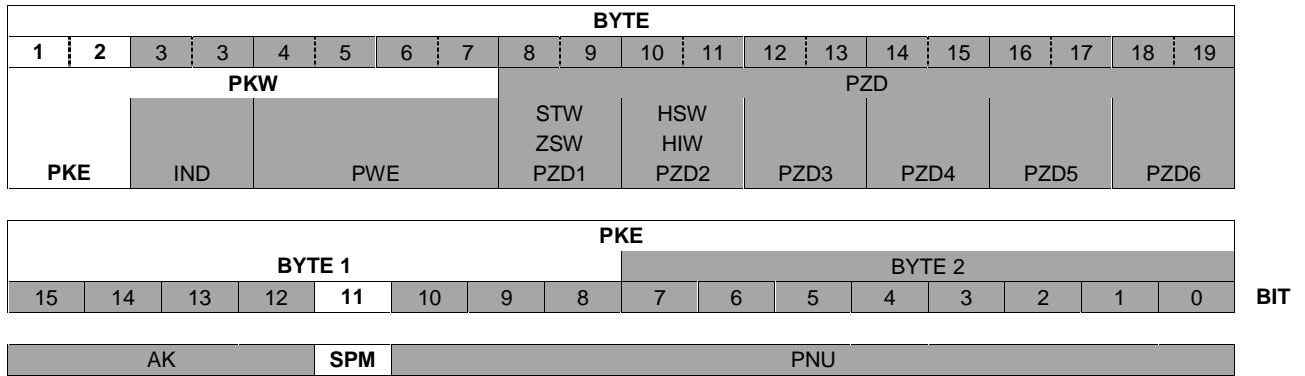 BYTE
1 2 3 3 4 5 6 7 8 9 10 11 12 13 14 15 16 17 18 19
PKW PZD
STW HSW
ZSW HIW
PKE IND PWE PZD1 PZD2 PZD3 PZD4 PZD5 PZD6
PKE
BYTE 1 BYTE 2
15 14 13 12 11 10 9 8 7 6 5 4 3 2 1 0 BIT
AK SPM PNU